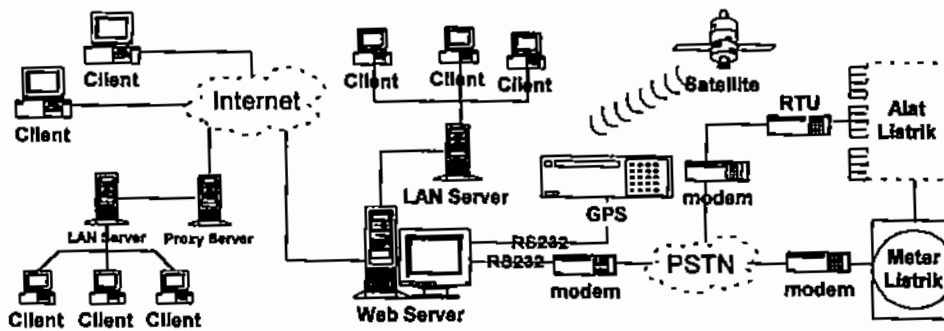 Client
Client
Internet
Client
Client
Client
LAN Server
Satellite
RTU
Alat
Listrik
modem
GPS
LAN Server
Proxy Server
Client
Client
Client
RS232
RS232
modem
PSTN
modem
Meter
Listrik
Web Server